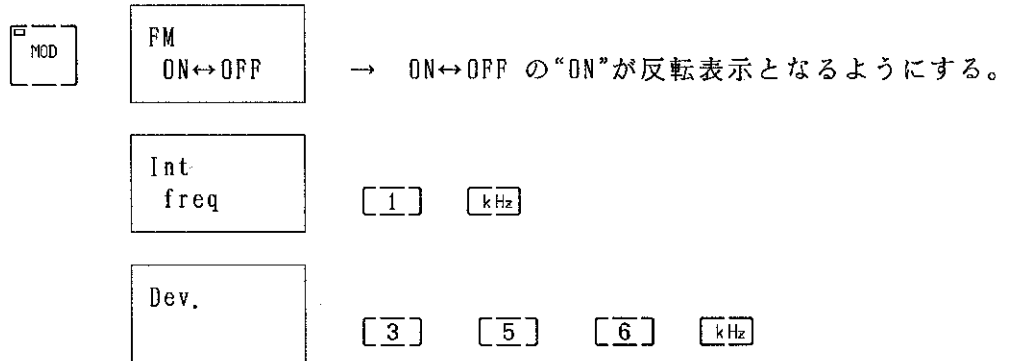 MOD
FM
ON↔OFF → ON↔OFF の“ON”が反転表示となるようにする。
Int
freq 1 kHz
Dev.
3 5 6 kHz